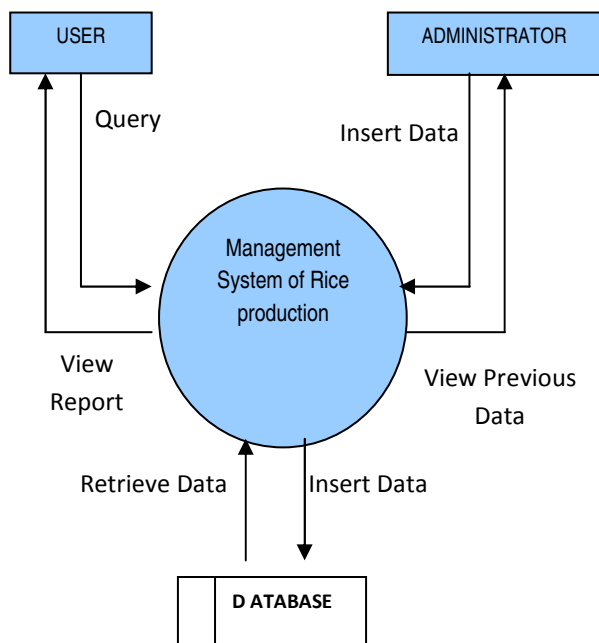 USER
ADMINISTRATOR
Query
Insert Data
Management
System of Rice
production
View
Report
View Previous
Data
Retrieve Data
Insert Data
D ATABASE